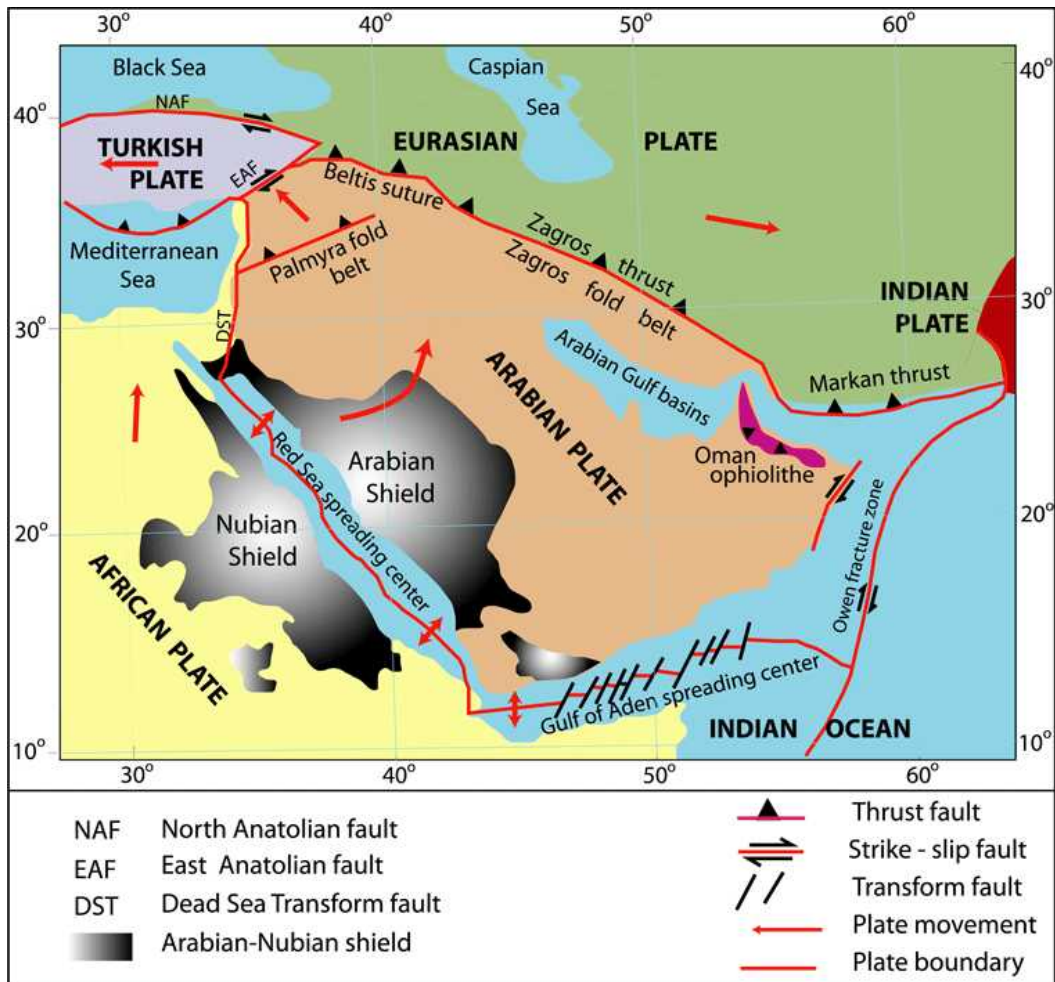 30° 40° 50° 60°
Black Sea
Caspian
Sea
40°
40°
NAF
TURKISH
PLATE
EAF
EURASIAN PLATE
Beltis suture
Zagros thrust
Zagros fold belt
Mediterranean
Sea
Palmyra fold
belt
INDIAN
PLATE
30°
30°
DST
Arabian Gulf basins
Markan thrust
ARABIAN PLATE
Oman
ophiolithe
Red Sea spreading center
Arabian
Shield
Nubian
Shield
20°
20°
Owen fracture zone
AFRICAN PLATE
Gulf of Aden spreading center
INDIAN OCEAN
10°
10°
30° 40° 50° 60°
NAF North Anatolian fault
EAF East Anatolian fault
DST Dead Sea Transform fault
Arabian-Nubian shield
Thrust fault
Strike - slip fault
Transform fault
Plate movement
Plate boundary